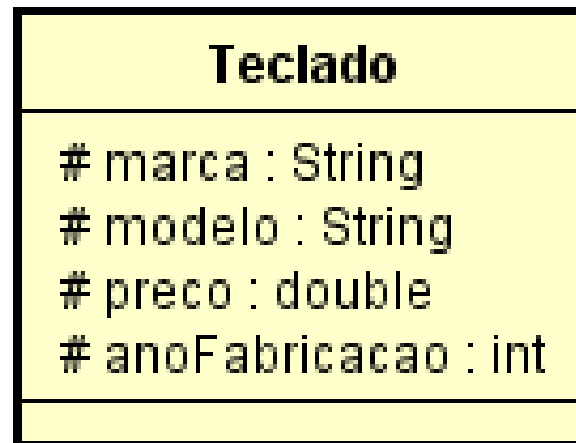 Teclado
# marca : String
# modelo : String
# preco : double
# anoFabricacao : int